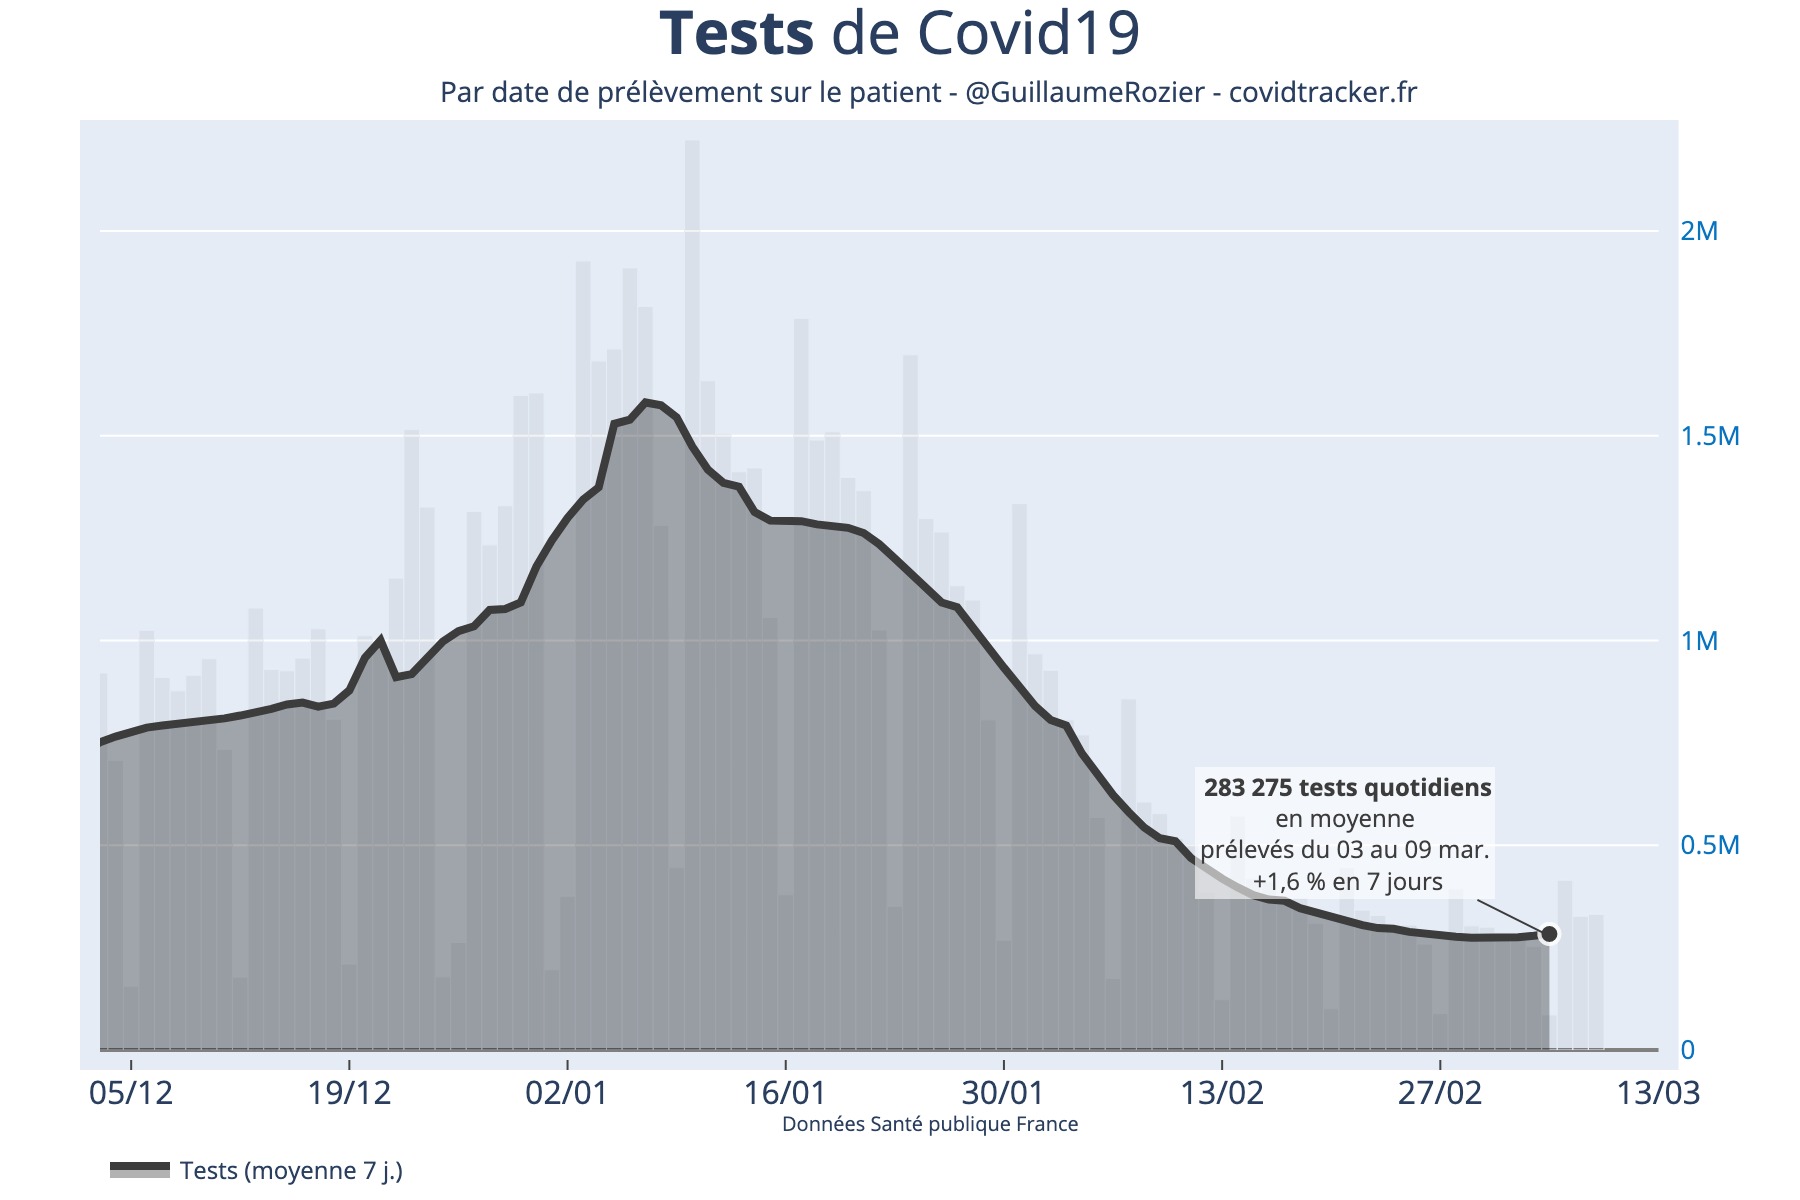 Tests de Covid19
Par date de prélèvement sur le patient - @GuillaumeRozier - covidtracker.fr
2M
1.5M
1M
283 275 tests quotidiens
en moyenne
prélevés du 03 au 09 mar.
+1,6 % en 7 jours
0.5M
0
05/12 19/12 02/01 16/01 30/01 13/02 27/02 13/03
Données Santé publique France
Tests (moyenne 7 j.)